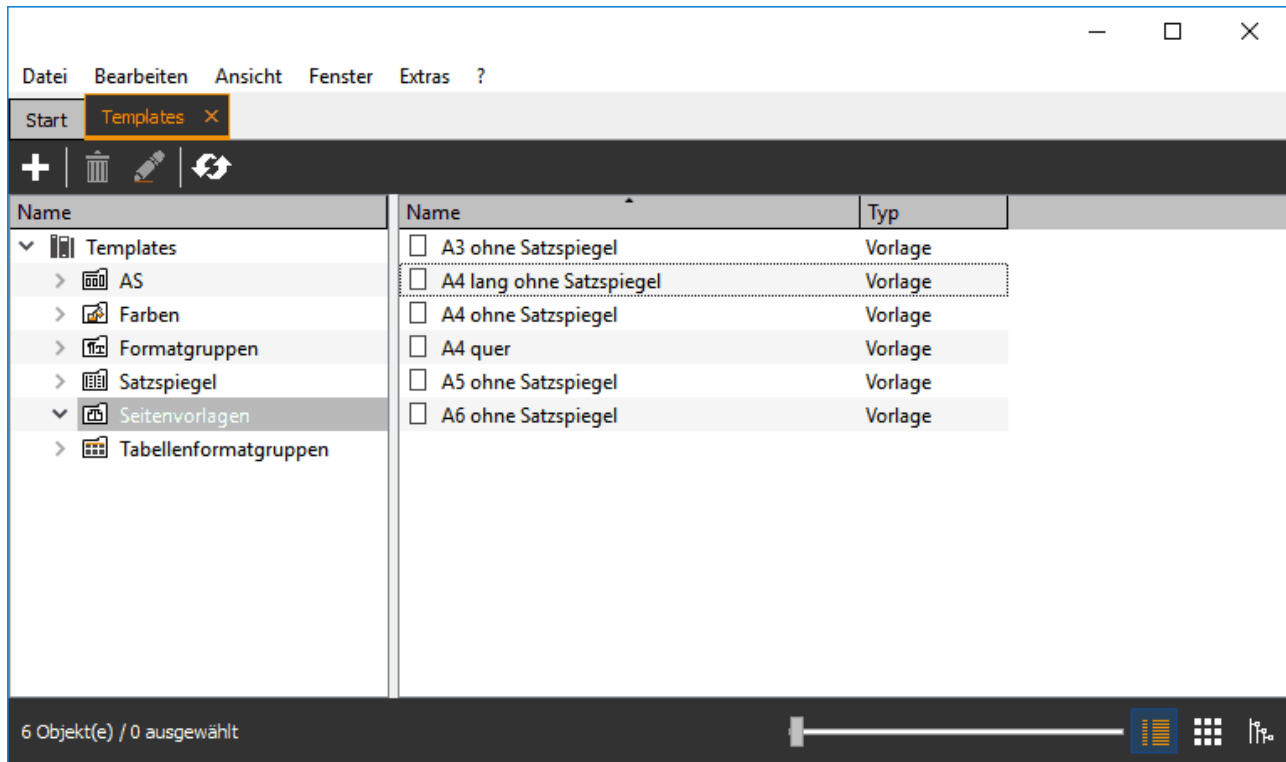 Datei Bearbeiten Ansicht Fenster Extras ?
Start Templates
Name
Templates
AS
Farben
Formatgruppen
Satzspiegel
Seitenvorlagen
Tabellenformatgruppen
Name Typ
A3 ohne Satzspiegel Vorlage
A4 lang ohne Satzspiegel Vorlage
A4 ohne Satzspiegel Vorlage
A4 quer Vorlage
A5 ohne Satzspiegel Vorlage
A6 ohne Satzspiegel Vorlage
6 Objekt(e) / 0 ausgewählt